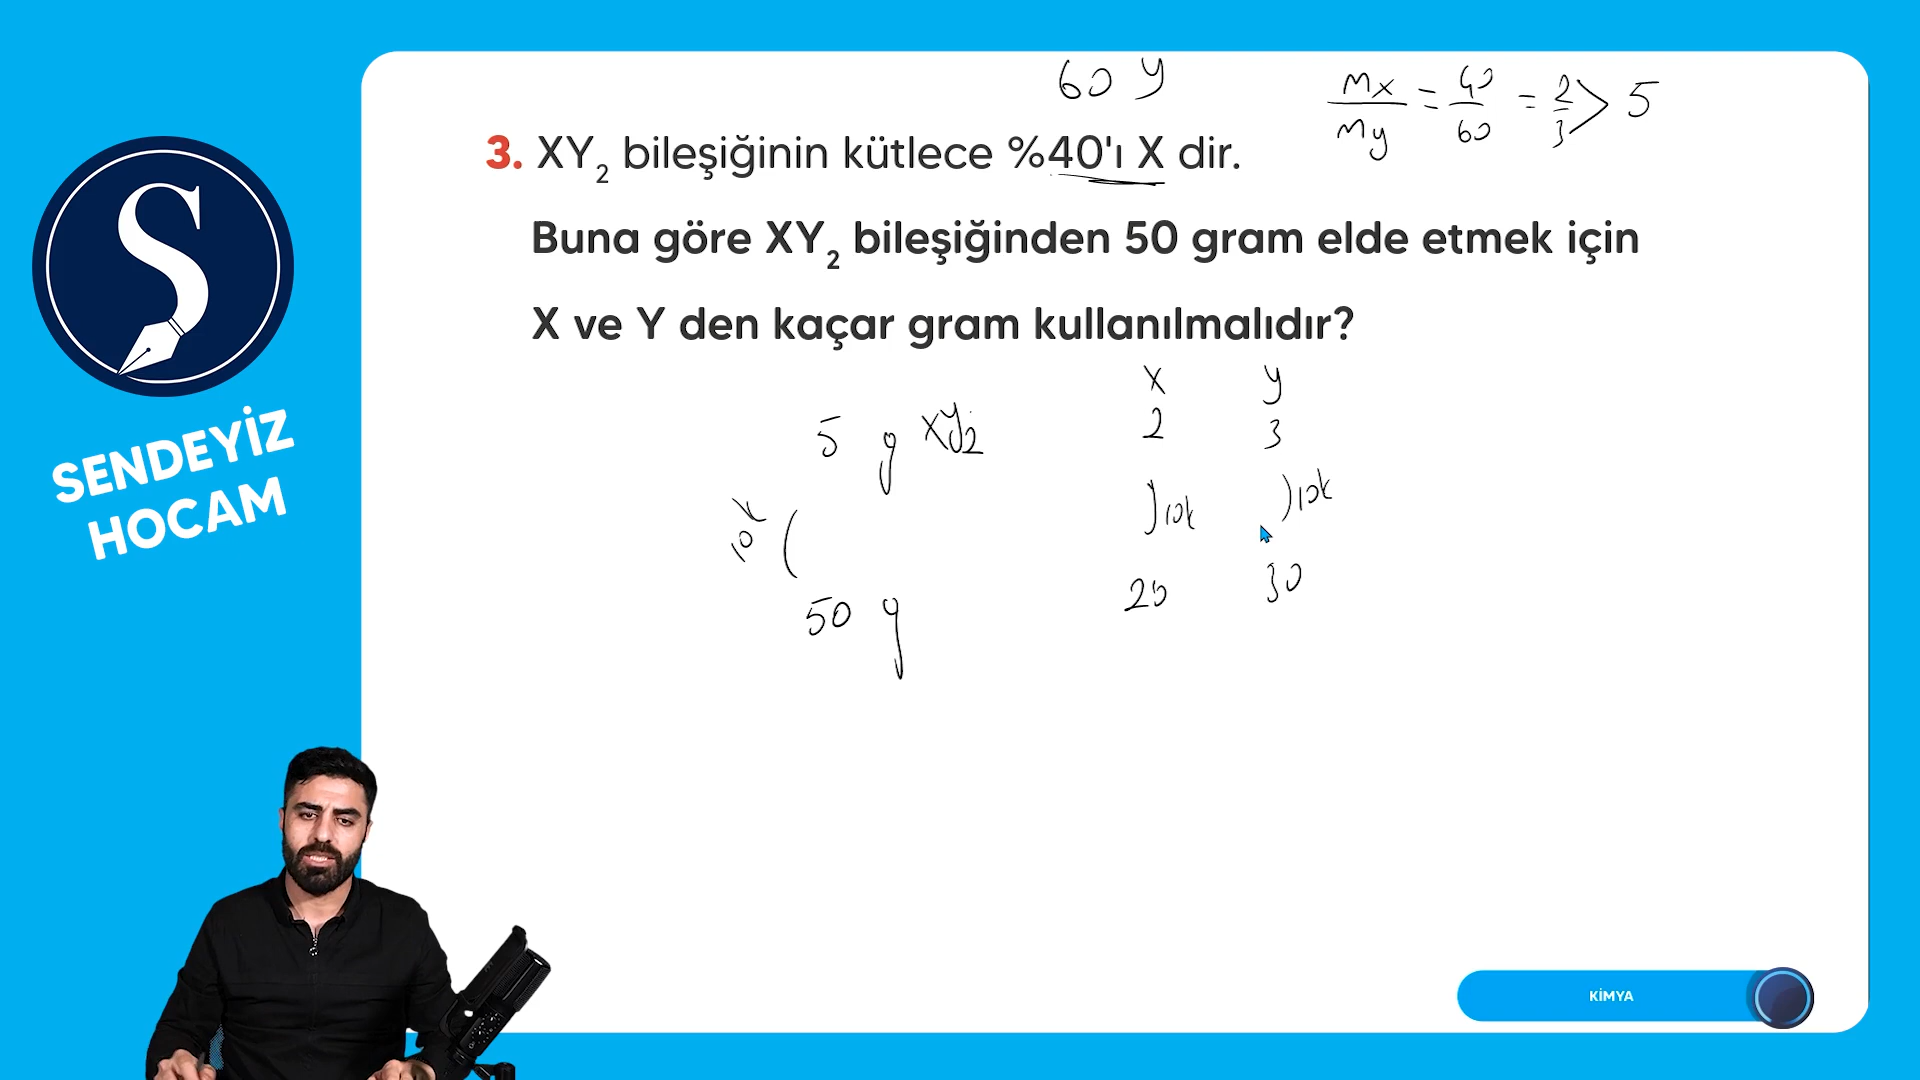 60 y
mx/my = 40/60 = 2/3 > 5
3. XY₂ bileşiğinin kütlece %40'ı X dir.
Buna göre XY₂ bileşiğinden 50 gram elde etmek için
X ve Y den kaçar gram kullanılmalıdır?
x y
5 g xy₂ 2 3
10k ( )10k )10k
50 g 20 30
S
SENDEYİZ
HOCAM
KİMYA